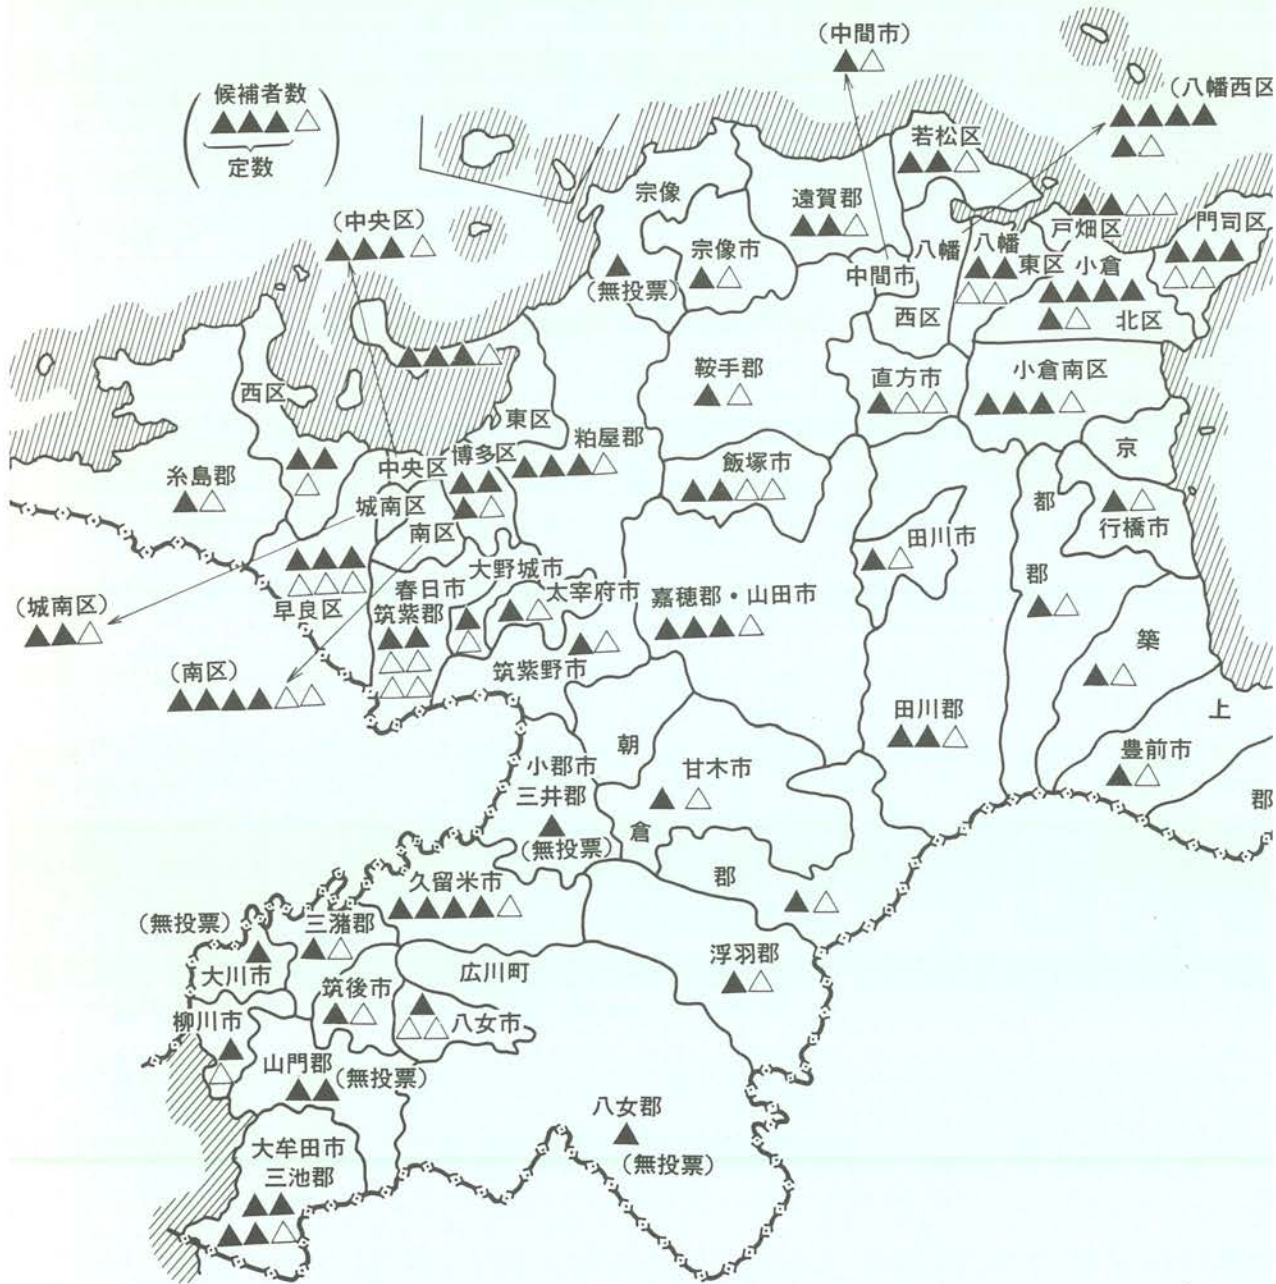 (中間市)
▲△
候補者数
▲▲▲△
定数
(八幡西区
▲▲▲▲
▲△
若松区
▲▲△
宗像
▲
(無投票)
遠賀郡
▲▲△
戸畑区
▲▲△△
門司区
▲▲▲
△△
(中央区)
▲▲▲△
宗像市
▲△
中間市
八幡
西区
八幡
東区
▲▲
△△
小倉
北区
▲▲▲▲
▲△
▲▲▲△
西区
▲▲
△
東区
鞍手郡
▲△
直方市
▲△△
小倉南区
▲▲▲△
粕屋郡
▲▲▲△
京
都
郡
▲△
糸島郡
▲△
中央区
博多区
▲▲
▲△
飯塚市
▲▲△△
▲△
行橋市
城南区
南区
田川市
▲△
▲▲▲
△△△
早良区
春日市
▲
△
大野城市
▲△
太宰府市
▲△
嘉穂郡・山田市
▲▲▲△
(城南区)
▲▲△
筑紫郡
▲▲
△△
△△
筑紫野市
(南区)
▲▲▲▲△△
築
上
郡
▲△
田川郡
▲▲△
豊前市
▲△
小郡市
三井郡
▲
(無投票)
朝
倉
郡
▲△
甘木市
▲△
久留米市
▲▲▲▲△
(無投票)
▲
大川市
三潴郡
▲△
浮羽郡
▲△
広川町
筑後市
▲△
▲
△△
八女市
柳川市
▲
△
山門郡
▲▲(無投票)
八女郡
▲
(無投票)
大牟田市
三池郡
▲▲
▲▲△